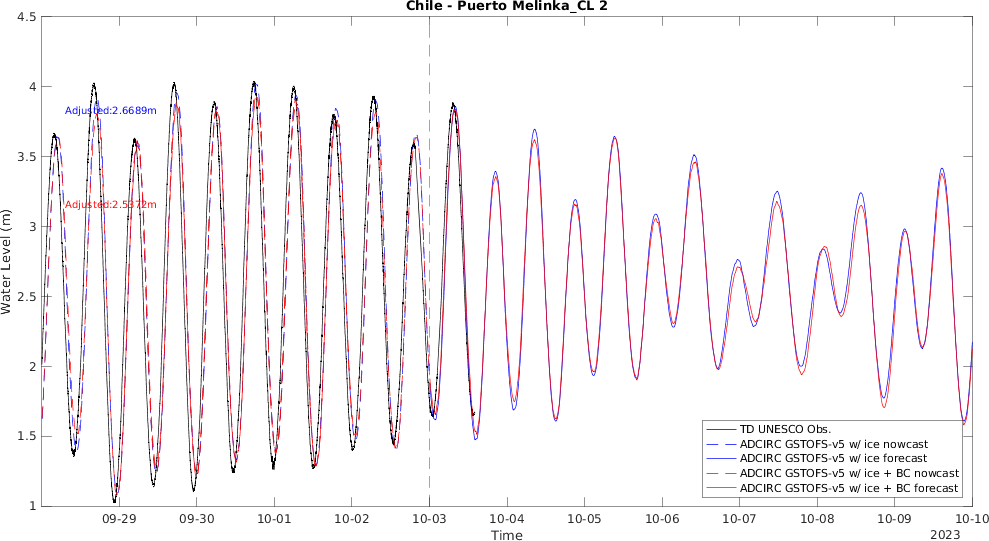 Chile - Puerto Melinka_CL 2
4.5
4
3.5
3
2.5
2
1.5
1
Water Level (m)
Adjusted:2.6689m
Adjusted:2.5372m
TD UNESCO Obs.
ADCIRC GSTOFS-v5 w/ ice nowcast
ADCIRC GSTOFS-v5 w/ ice forecast
ADCIRC GSTOFS-v5 w/ ice + BC nowcast
ADCIRC GSTOFS-v5 w/ ice + BC forecast
09-29 09-30 10-01 10-02 10-03 10-04 10-05 10-06 10-07 10-08 10-09 10-10
Time
2023